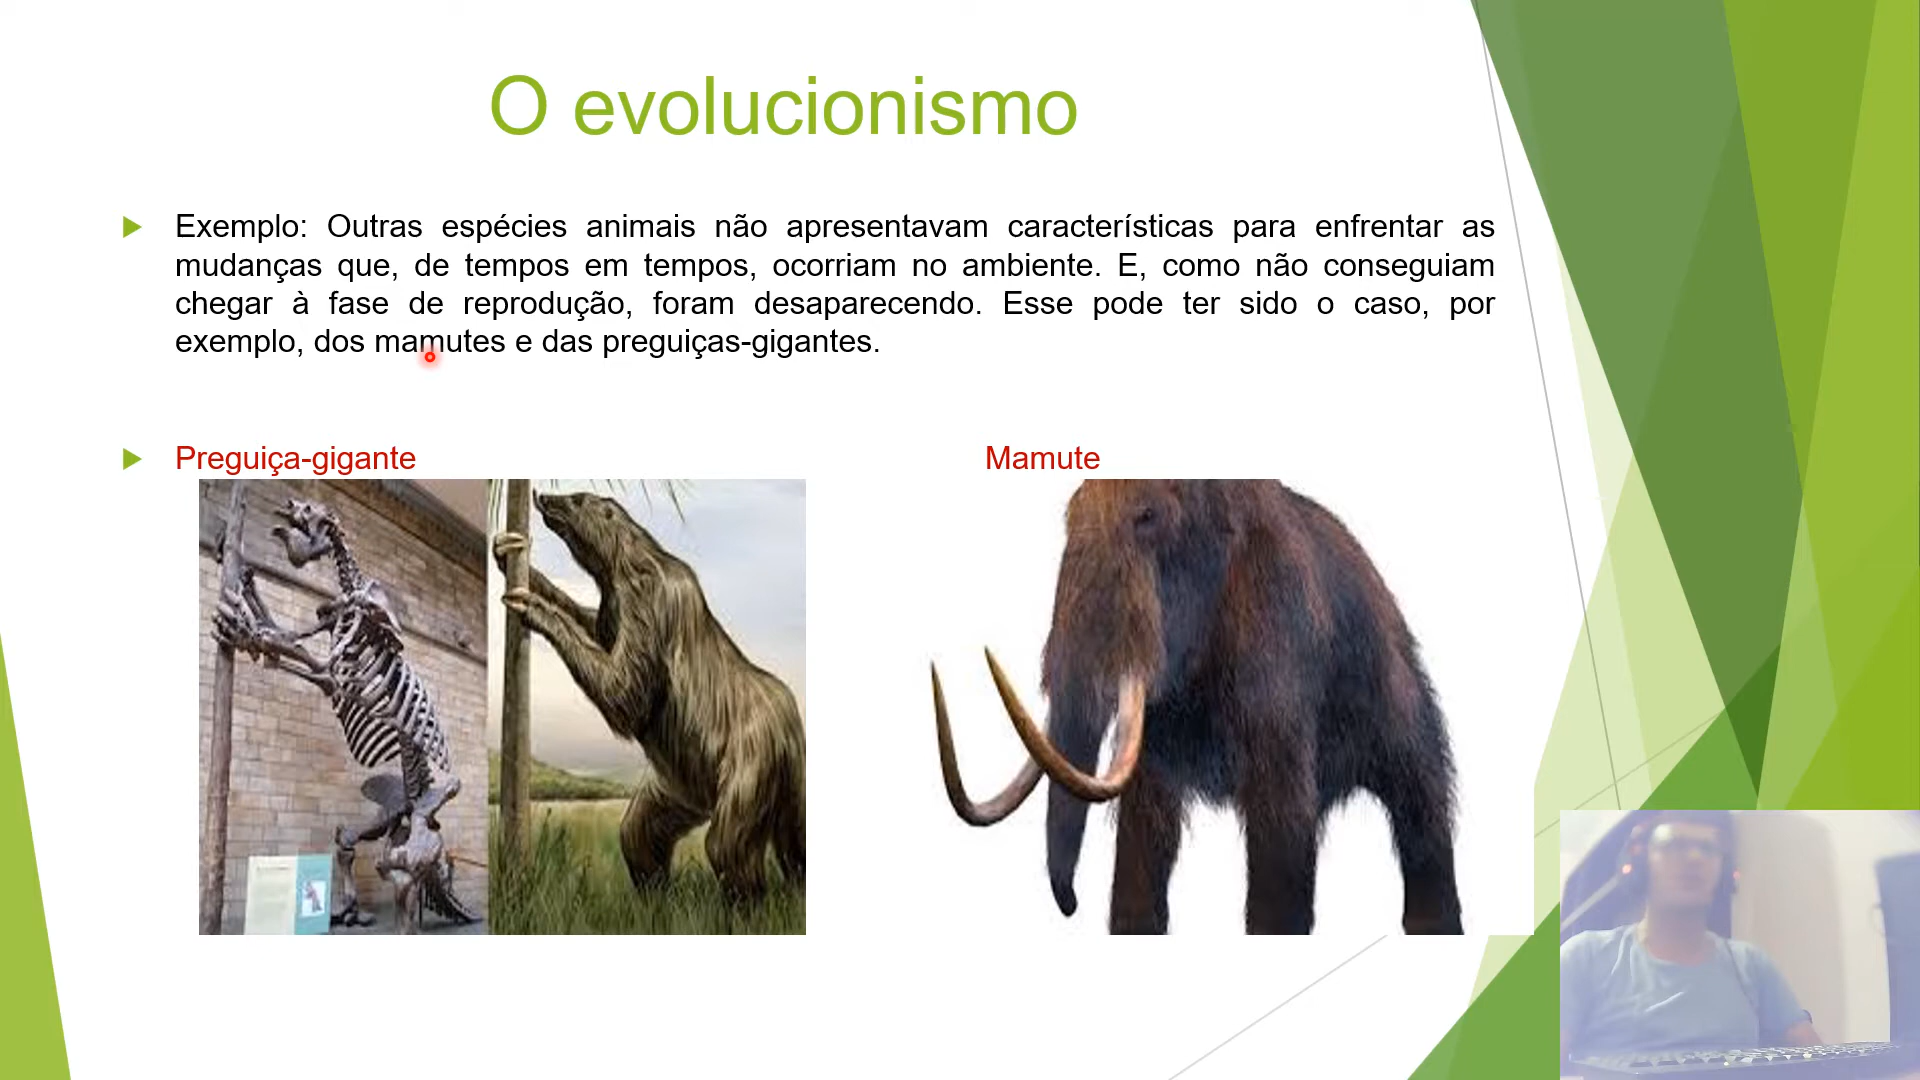 O evolucionismo
Exemplo: Outras espécies animais não apresentavam características para enfrentar as
mudanças que, de tempos em tempos, ocorriam no ambiente. E, como não conseguiam
chegar à fase de reprodução, foram desaparecendo. Esse pode ter sido o caso, por
exemplo, dos mamutes e das preguiças-gigantes.
Preguiça-gigante
Mamute